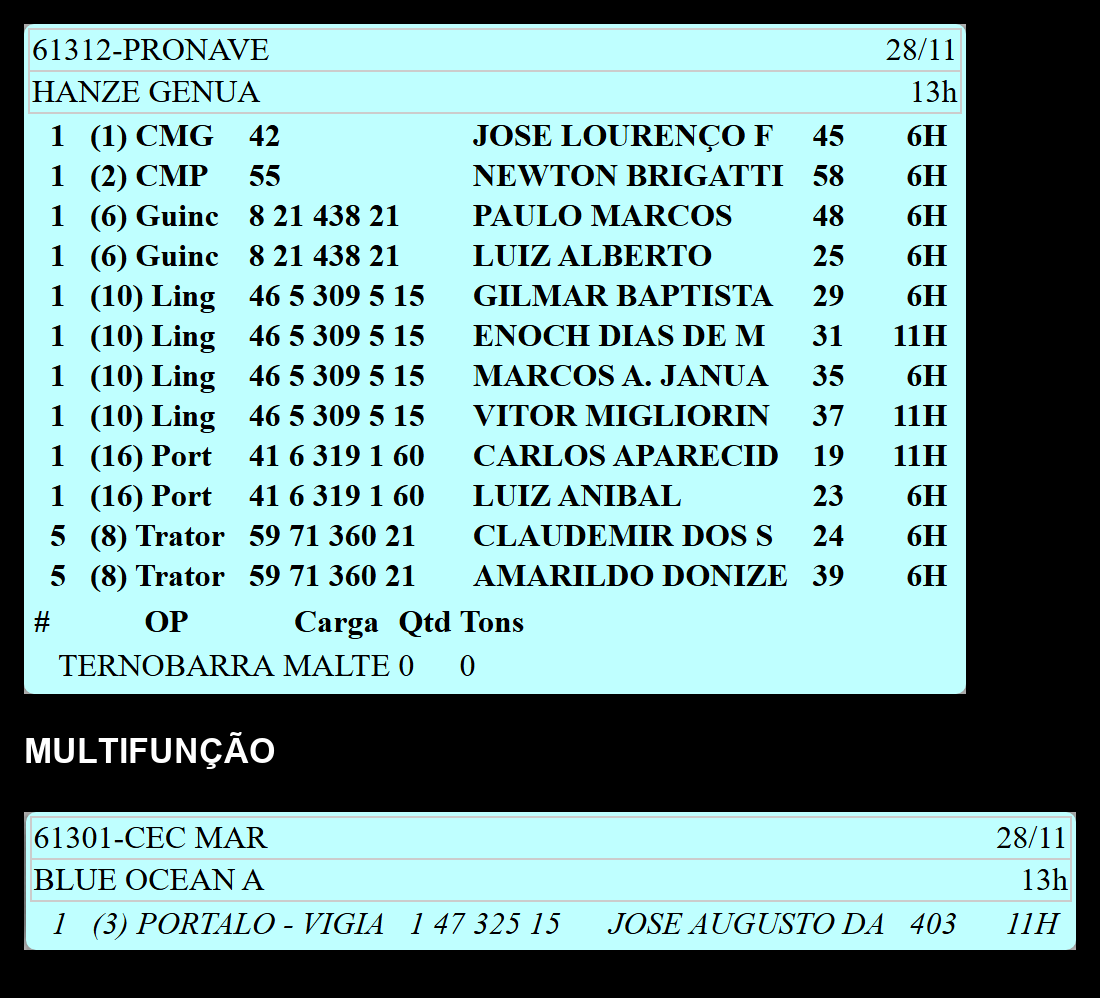 61312-PRONAVE 28/11
HANZE GENUA 13h
1 (1) CMG 42 JOSE LOURENÇO F 45 6H
1 (2) CMP 55 NEWTON BRIGATTI 58 6H
1 (6) Guinc 8 21 438 21 PAULO MARCOS 48 6H
1 (6) Guinc 8 21 438 21 LUIZ ALBERTO 25 6H
1 (10) Ling 46 5 309 5 15 GILMAR BAPTISTA 29 6H
1 (10) Ling 46 5 309 5 15 ENOCH DIAS DE M 31 11H
1 (10) Ling 46 5 309 5 15 MARCOS A. JANUA 35 6H
1 (10) Ling 46 5 309 5 15 VITOR MIGLIORIN 37 11H
1 (16) Port 41 6 319 1 60 CARLOS APARECID 19 11H
1 (16) Port 41 6 319 1 60 LUIZ ANIBAL 23 6H
5 (8) Trator 59 71 360 21 CLAUDEMIR DOS S 24 6H
5 (8) Trator 59 71 360 21 AMARILDO DONIZE 39 6H
# OP Carga Qtd Tons
TERNOBARRA MALTE 0 0
MULTIFUNÇÃO
61301-CEC MAR 28/11
BLUE OCEAN A 13h
1 (3) PORTALO - VIGIA 1 47 325 15 JOSE AUGUSTO DA 403 11H